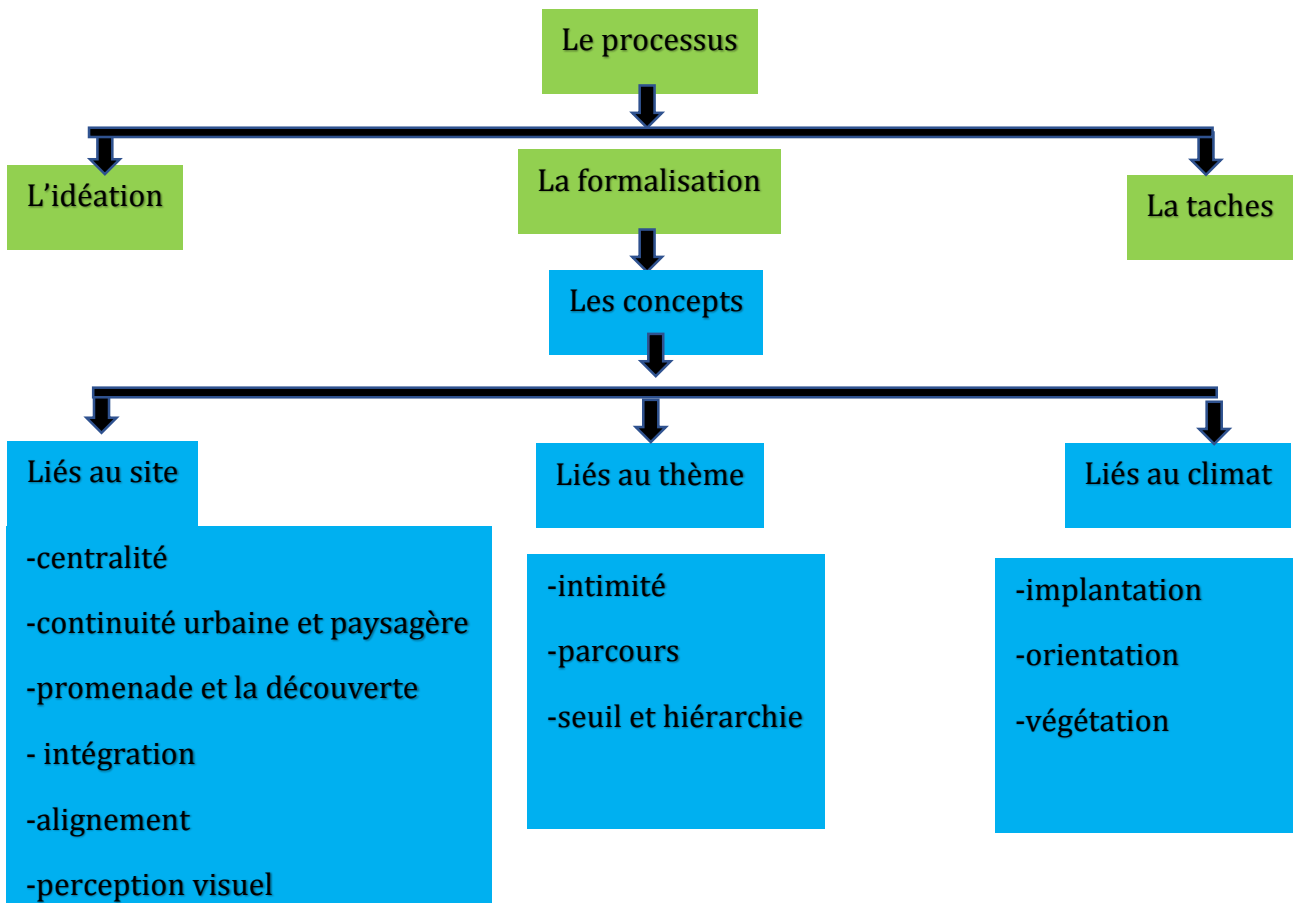 Le processus
L’idéation
La formalisation
La taches
Les concepts
Liés au site
Liés au thème
Liés au climat
-centralité
-continuité urbaine et paysagère
-promenade et la découverte
- intégration
-alignement
-perception visuel
-intimité
-parcours
-seuil et hiérarchie
-implantation
-orientation
-végétation